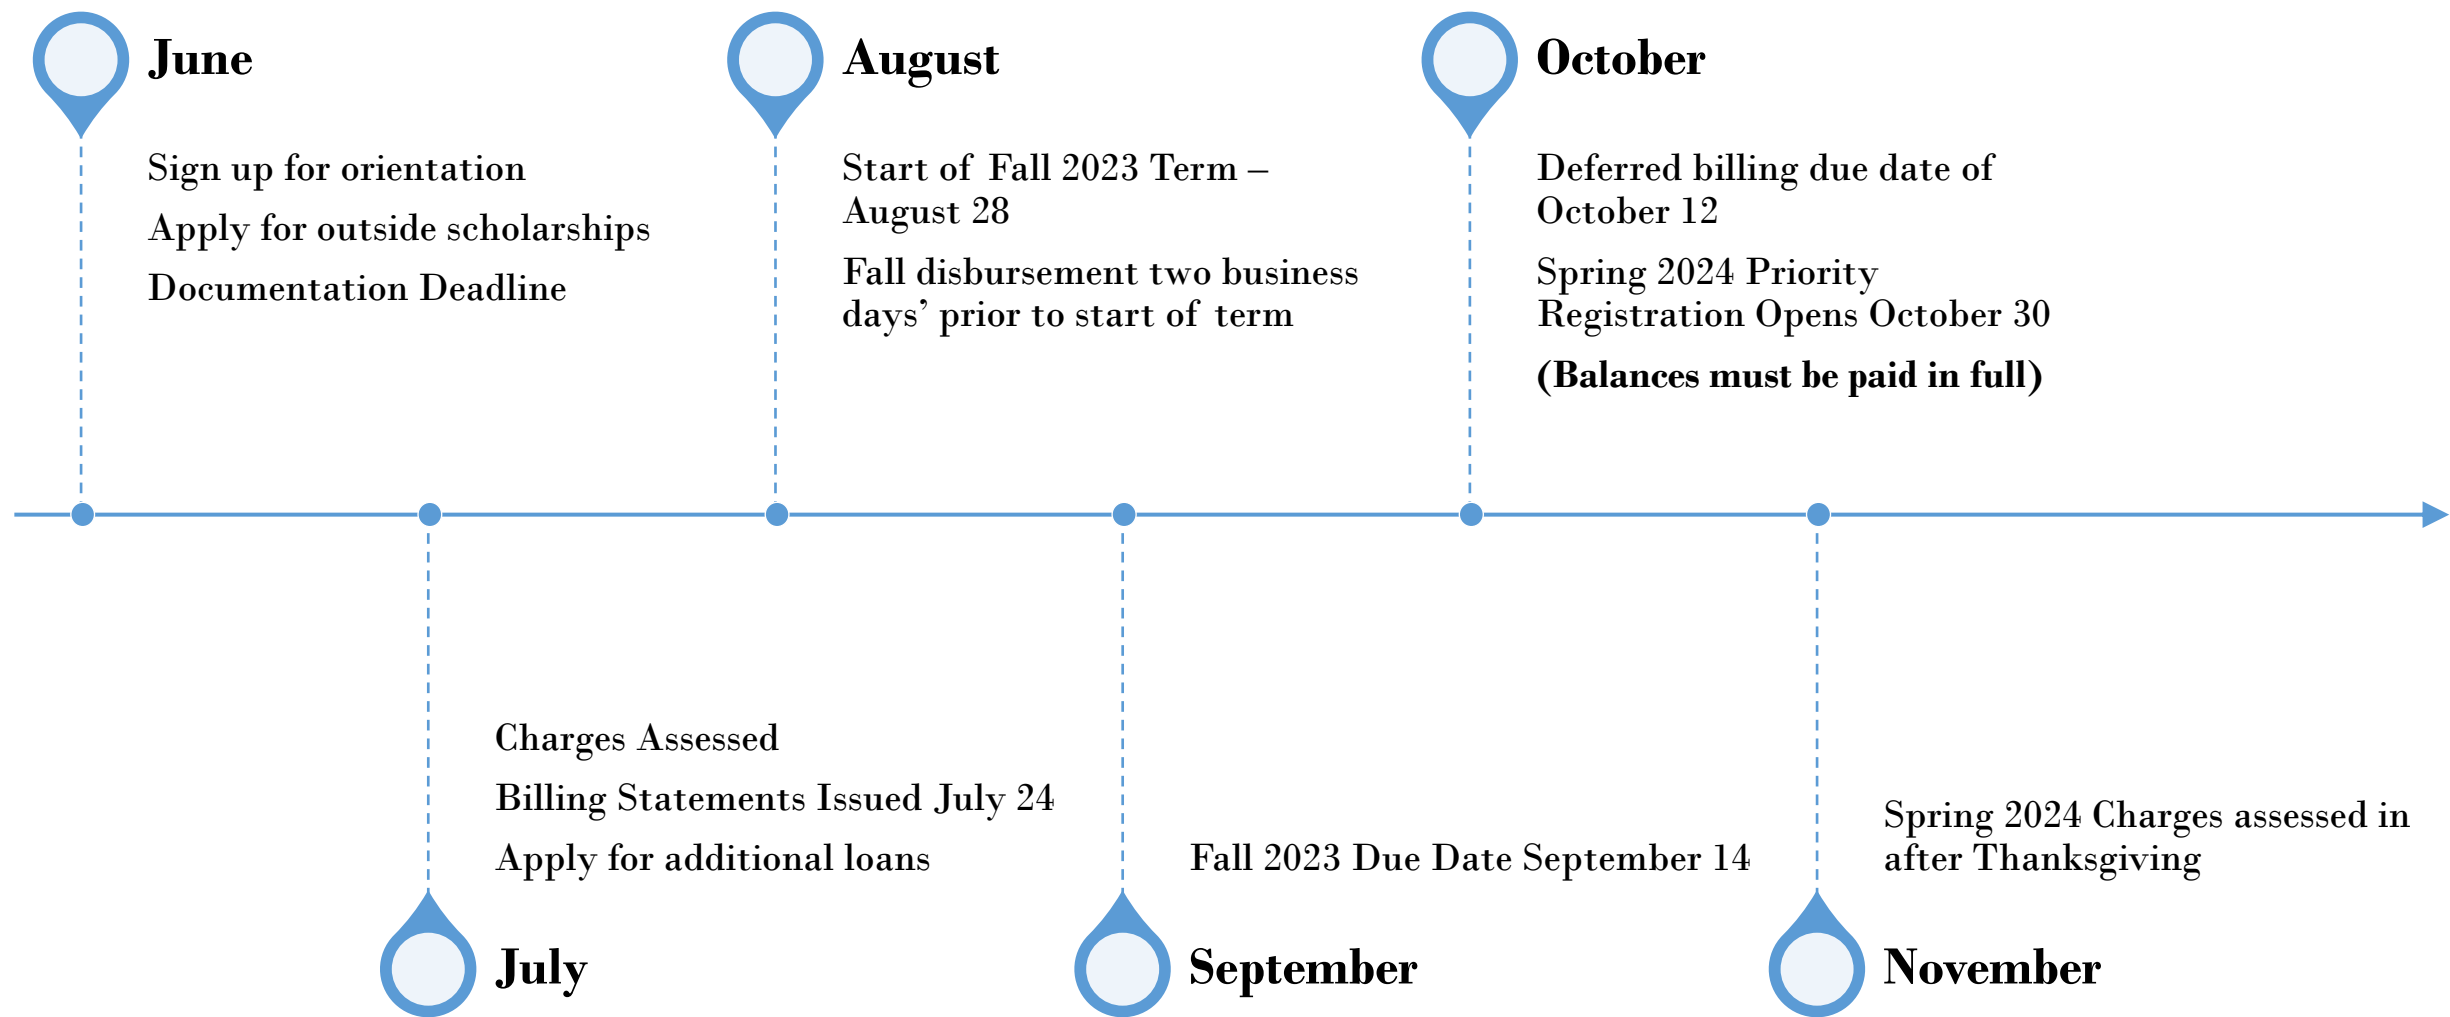 June
Sign up for orientation
Apply for outside scholarships
Documentation Deadline
August
Start of Fall 2023 Term –
August 28
Fall disbursement two business
days’ prior to start of term
October
Deferred billing due date of
October 12
Spring 2024 Priority
Registration Opens October 30
(Balances must be paid in full)
Charges Assessed
Billing Statements Issued July 24
Apply for additional loans
July
Fall 2023 Due Date September 14
September
Spring 2024 Charges assessed in
after Thanksgiving
November